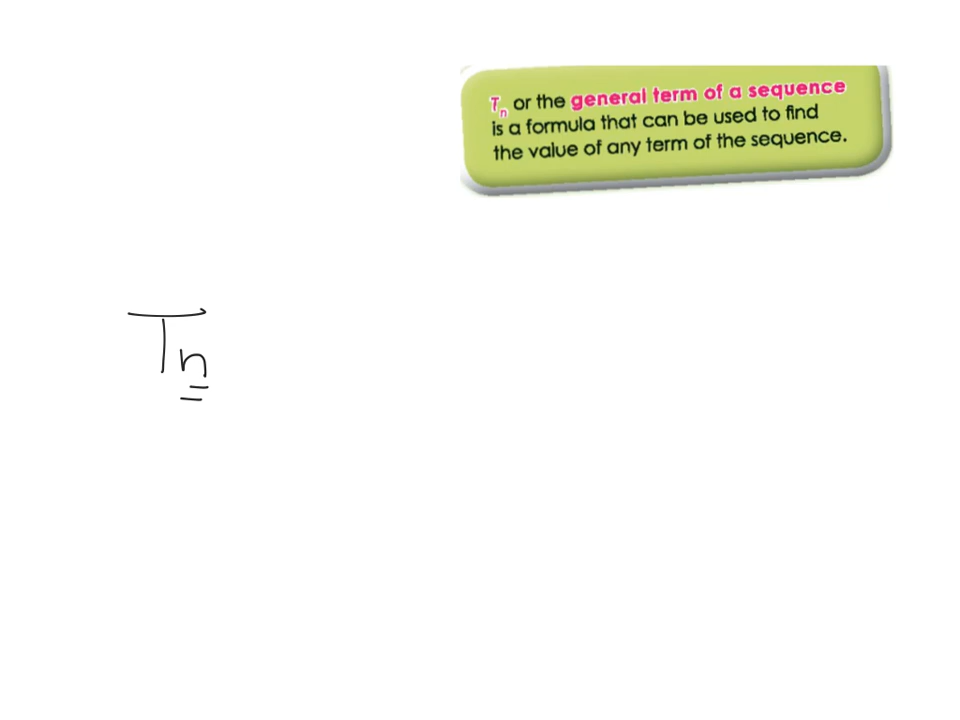 Tn or the general term of a sequence
is a formula that can be used to find
the value of any term of the sequence.
Tn